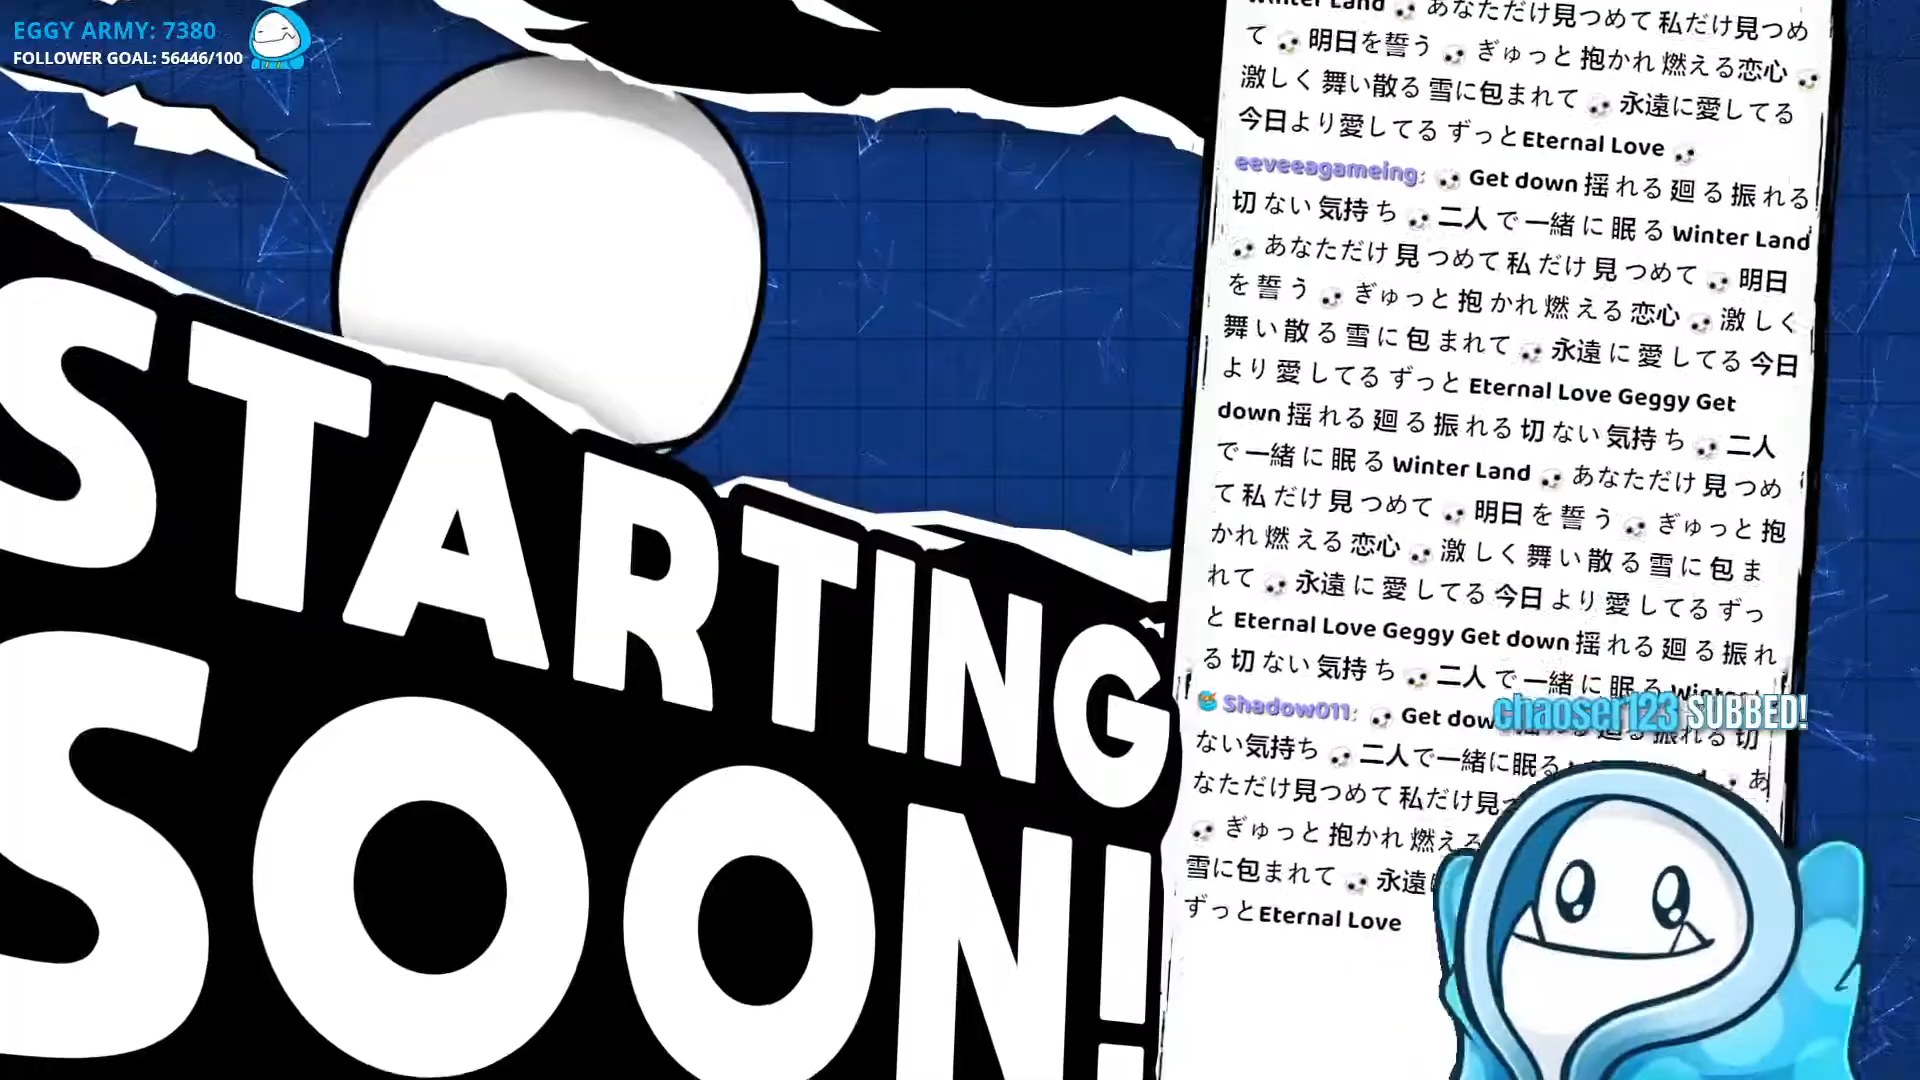 EGGY ARMY: 7380
FOLLOWER GOAL: 56446/100
STARTING
SOON!
Winter Land あなただけ見つめて 私だけ見つめ
て 明日を誓う ぎゅっと 抱かれ 燃える恋心
激しく 舞い散る 雪に包まれて 永遠に愛してる
今日より愛してる ずっとEternal Love
eeveeagameing: Get down 揺 れ る 廻 る 振 れ る
切 ない 気持 ち 二人 で 一緒 に 眠 る Winter Land
あなただけ 見 つめて 私 だけ 見 つめて 明日
を 誓 う ぎゅっと 抱 かれ 燃 える 恋心 激 しく
舞 い 散 る 雪 に 包 まれて 永遠 に 愛 してる 今日
より 愛 してる ずっと Eternal Love Geggy Get
down 揺 れる 廻 る 振 れる 切 ない 気持 ち 二人
で 一緒 に 眠 る Winter Land あなただけ 見 つめ
て 私 だけ 見 つめて 明日 を 誓 う ぎゅっと 抱
かれ 燃 える 恋心 激 しく 舞 い 散 る 雪 に 包 ま
れて 永遠 に 愛 してる 今日 より 愛 してる ずっ
と Eternal Love Geggy Get down 揺 れる 廻 る 振 れ
る 切 ない 気持 ち 二人 で 一緒 に 眠 る Winter
Shadow011: Get down 廻る 振れる 切
ない気持ち 二人で一緒に眠る あ
なただけ見つめて 私だけ見つ
ぎゅっと 抱かれ 燃える
雪に包まれて 永遠
ずっとEternal Love
chaoser123 SUBBED!